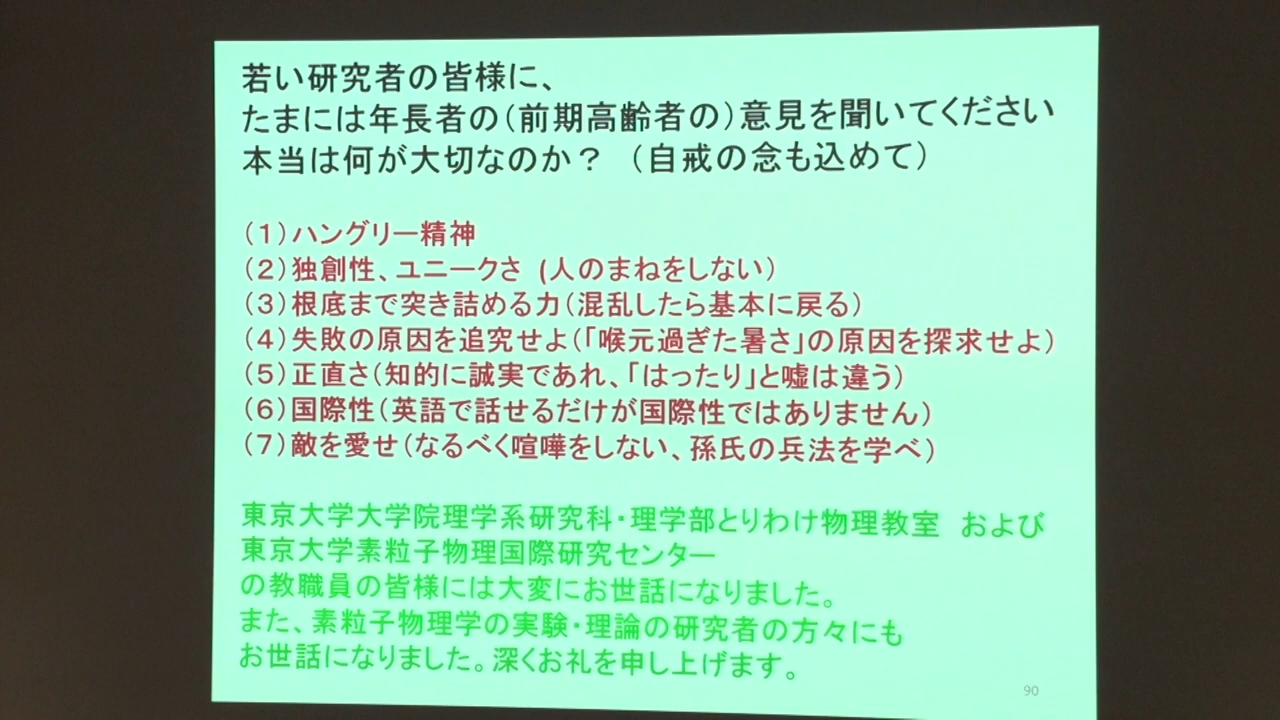 若い研究者の皆様に、
たまには年長者の（前期高齢者の）意見を聞いてください
本当は何が大切なのか？　（自戒の念も込めて）
（１）ハングリー精神
（２）独創性、ユニークさ (人のまねをしない）
（３）根底まで突き詰める力（混乱したら基本に戻る）
（４）失敗の原因を追究せよ（「喉元過ぎた暑さ」の原因を探求せよ）
（５）正直さ（知的に誠実であれ、「はったり」と嘘は違う）
（６）国際性（英語で話せるだけが国際性ではありません）
（７）敵を愛せ（なるべく喧嘩をしない、孫氏の兵法を学べ）
東京大学大学院理学系研究科・理学部とりわけ物理教室　および
東京大学素粒子物理国際研究センター
の教職員の皆様には大変にお世話になりました。
また、素粒子物理学の実験・理論の研究者の方々にも
お世話になりました。深くお礼を申し上げます。
90